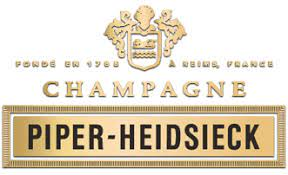 FONDÉ EN 1785 À REIMS, FRANCE
CHAMPAGNE
PIPER-HEIDSIECK